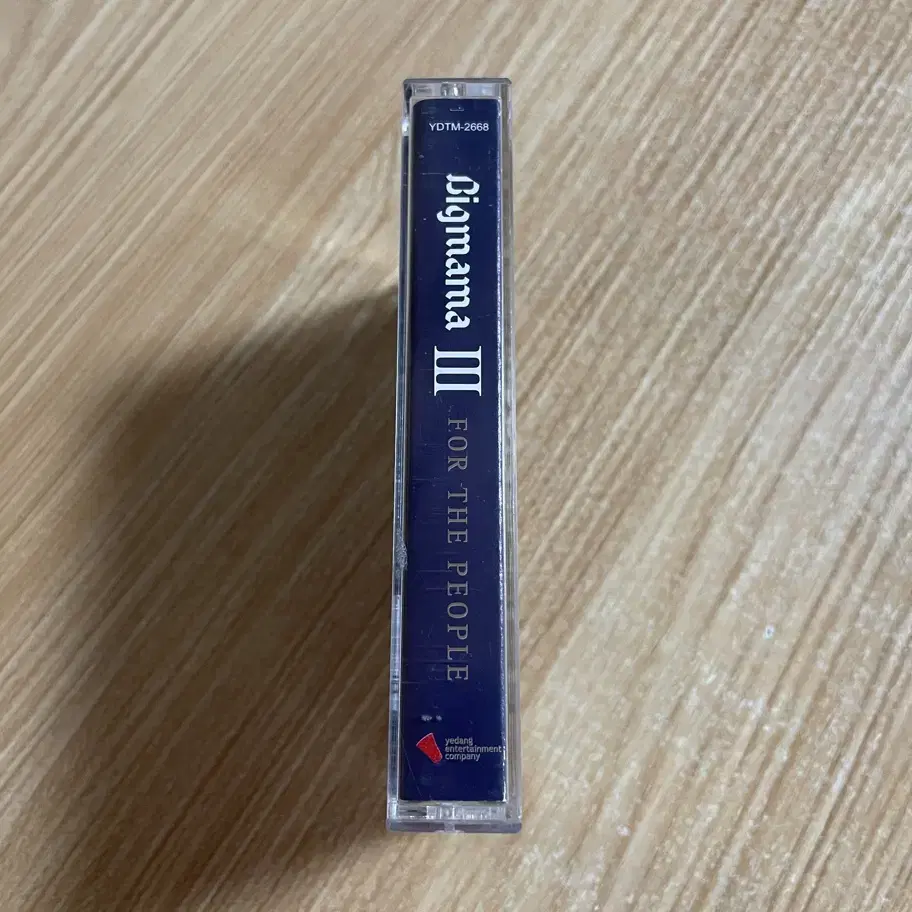 YDTM-2668
Bigmama III FOR THE PEOPLE
yedang
entertainment
company